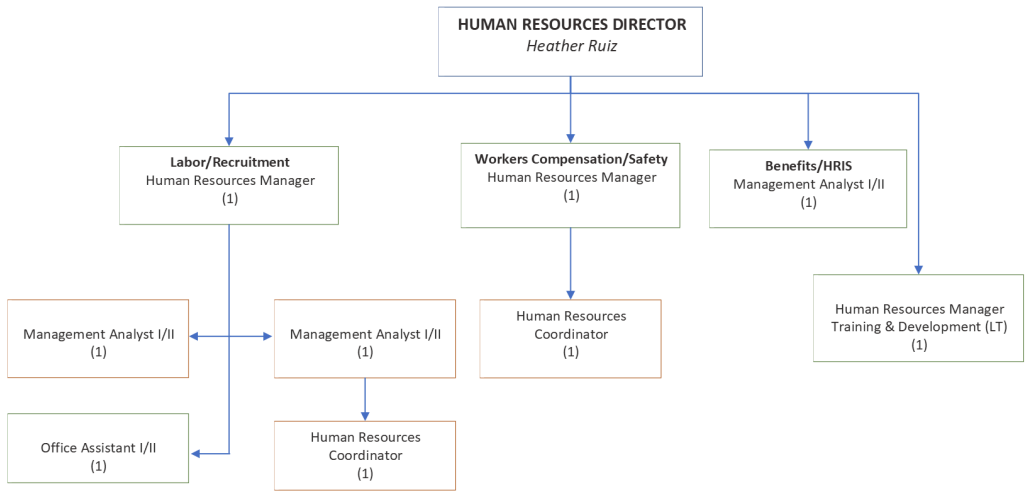 HUMAN RESOURCES DIRECTOR
Heather Ruiz
Labor/Recruitment
Human Resources Manager
(1)
Workers Compensation/Safety
Human Resources Manager
(1)
Benefits/HRIS
Management Analyst I/II
(1)
Human Resources Manager
Training & Development (LT)
(1)
Management Analyst I/II
(1)
Management Analyst I/II
(1)
Human Resources
Coordinator
(1)
Office Assistant I/II
(1)
Human Resources
Coordinator
(1)